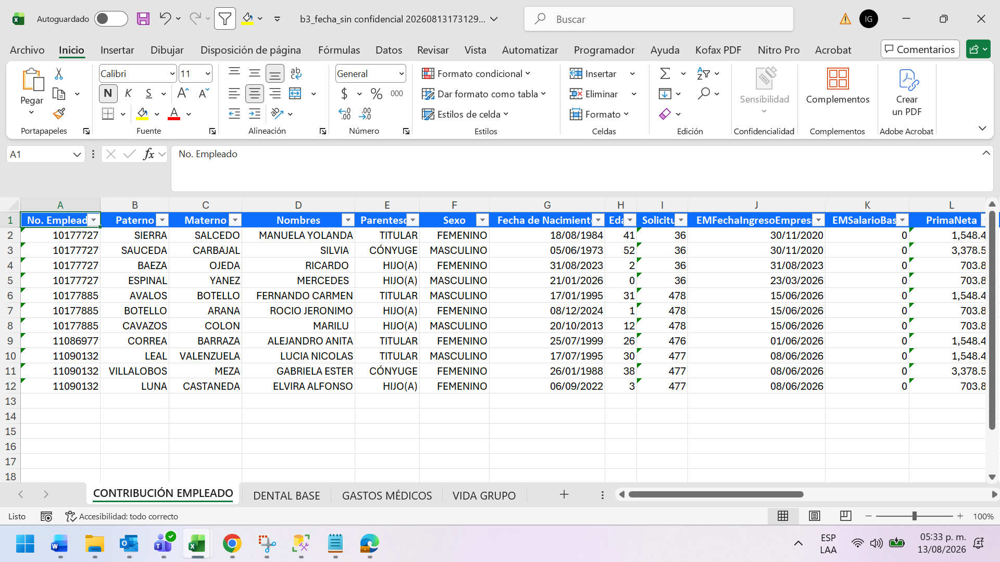 Autoguardado
b3_fecha_sin confidencial 20260813173129...
Buscar
IG
Archivo Inicio Insertar Dibujar Disposición de página Fórmulas Datos Revisar Vista Automatizar Programador Ayuda Kofax PDF Nitro Pro Acrobat Comentarios
Pegar
Portapapeles
Calibri 11
N K S A A
A
Fuente
ab
Alineación
General
$ % 000
Número
Formato condicional
Dar formato como tabla
Estilos de celda
Estilos
Insertar
Eliminar
Formato
Celdas
Edición
Sensibilidad
Confidencialidad
Complementos
Complementos
Crear
un PDF
Adobe Acrobat
A1
fx
No. Empleado
A B C D E F G H I J K L
1 No. Emplead Paterno Materno Nombres Parentesc Sexo Fecha de Nacimient Eda Solicitu EMFechaIngresoEmpresa EMSalarioBas PrimaNeta
2 10177727 SIERRA SALCEDO MANUELA YOLANDA TITULAR FEMENINO 18/08/1984 41 36 30/11/2020 0 1,548.4
3 10177727 SAUCEDA CARBAJAL SILVIA CÓNYUGE MASCULINO 05/06/1973 52 36 30/11/2020 0 3,378.5
4 10177727 BAEZA OJEDA RICARDO HIJO(A) FEMENINO 31/08/2023 2 36 31/08/2023 0 703.8
5 10177727 ESPINAL YANEZ MERCEDES HIJO(A) MASCULINO 21/01/2026 0 36 23/03/2026 0 703.8
6 10177885 AVALOS BOTELLO FERNANDO CARMEN TITULAR MASCULINO 17/01/1995 31 478 15/06/2026 0 1,548.4
7 10177885 BOTELLO ARANA ROCIO JERONIMO HIJO(A) FEMENINO 08/12/2024 1 478 15/06/2026 0 703.8
8 10177885 CAVAZOS COLON MARILU HIJO(A) MASCULINO 20/10/2013 12 478 15/06/2026 0 703.8
9 11086977 CORREA BARRAZA ALEJANDRO ANITA TITULAR FEMENINO 25/07/1999 26 476 01/06/2026 0 1,548.4
10 11090132 LEAL VALENZUELA LUCIA NICOLAS TITULAR MASCULINO 17/07/1995 30 477 08/06/2026 0 1,548.4
11 11090132 VILLALOBOS MEZA GABRIELA ESTER CÓNYUGE FEMENINO 26/01/1988 38 477 08/06/2026 0 3,378.5
12 11090132 LUNA CASTANEDA ELVIRA ALFONSO HIJO(A) FEMENINO 06/09/2022 3 477 08/06/2026 0 703.8
13
14
15
16
17
18
CONTRIBUCIÓN EMPLEADO DENTAL BASE GASTOS MÉDICOS VIDA GRUPO
Listo Accesibilidad: todo correcto 100%
ESP
LAA
05:33 p. m.
13/08/2026